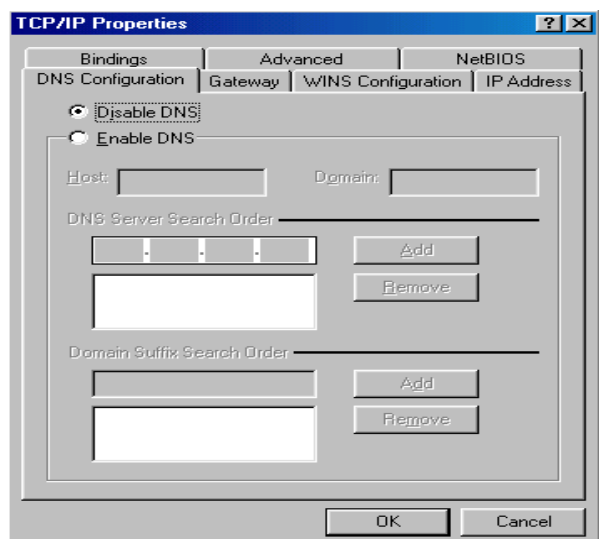 TCP/IP Properties
? ×
Bindings Advanced NetBIOS
DNS Configuration Gateway WINS Configuration IP Address
Disable DNS
Enable DNS
Host: Domain:
DNS Server Search Order
. . . Add
Remove
Domain Suffix Search Order
Add
Remove
OK Cancel